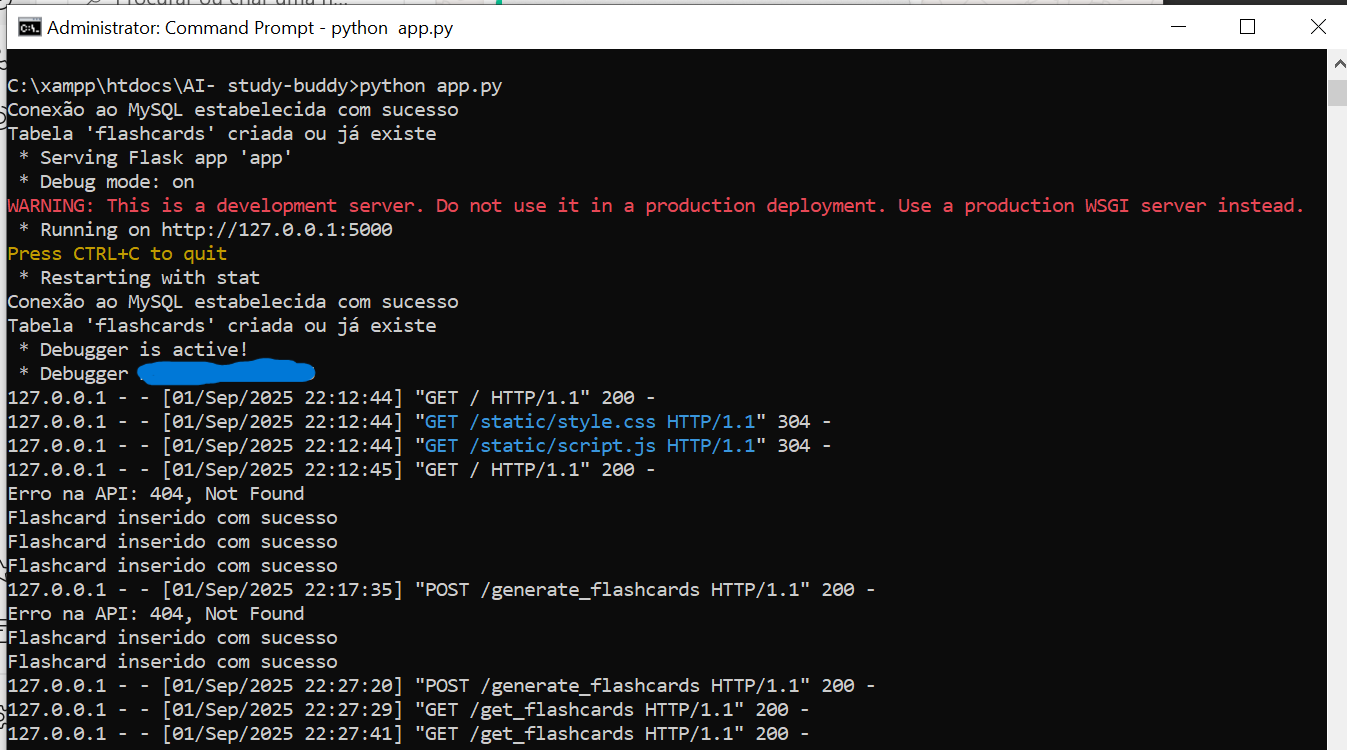 Administrator: Command Prompt - python  app.py
C:\xampp\htdocs\AI- study-buddy>python app.py
Conexão ao MySQL estabelecida com sucesso
Tabela 'flashcards' criada ou já existe
 * Serving Flask app 'app'
 * Debug mode: on
WARNING: This is a development server. Do not use it in a production deployment. Use a production WSGI server instead.
 * Running on http://127.0.0.1:5000
Press CTRL+C to quit
 * Restarting with stat
Conexão ao MySQL estabelecida com sucesso
Tabela 'flashcards' criada ou já existe
 * Debugger is active!
 * Debugger
127.0.0.1 - - [01/Sep/2025 22:12:44] "GET / HTTP/1.1" 200 -
127.0.0.1 - - [01/Sep/2025 22:12:44] "GET /static/style.css HTTP/1.1" 304 -
127.0.0.1 - - [01/Sep/2025 22:12:44] "GET /static/script.js HTTP/1.1" 304 -
127.0.0.1 - - [01/Sep/2025 22:12:45] "GET / HTTP/1.1" 200 -
Erro na API: 404, Not Found
Flashcard inserido com sucesso
Flashcard inserido com sucesso
Flashcard inserido com sucesso
127.0.0.1 - - [01/Sep/2025 22:17:35] "POST /generate_flashcards HTTP/1.1" 200 -
Erro na API: 404, Not Found
Flashcard inserido com sucesso
Flashcard inserido com sucesso
127.0.0.1 - - [01/Sep/2025 22:27:20] "POST /generate_flashcards HTTP/1.1" 200 -
127.0.0.1 - - [01/Sep/2025 22:27:29] "GET /get_flashcards HTTP/1.1" 200 -
127.0.0.1 - - [01/Sep/2025 22:27:41] "GET /get_flashcards HTTP/1.1" 200 -